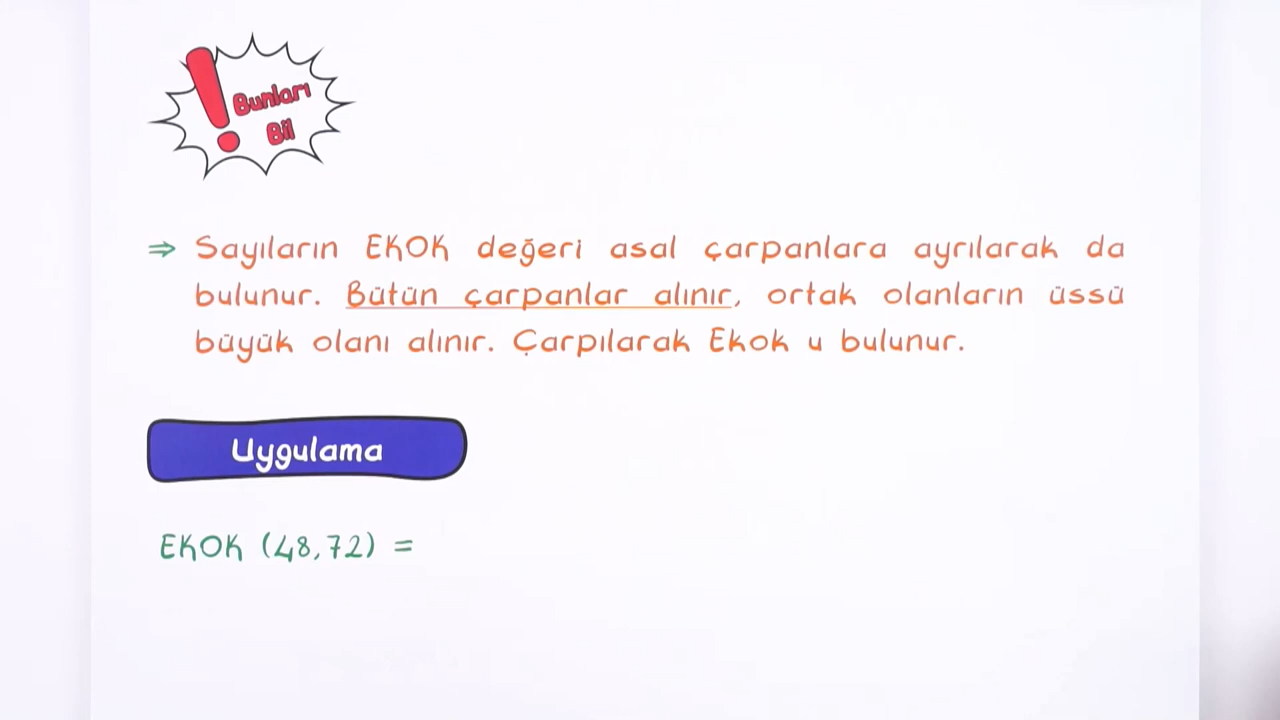 Bunları
Bil
⇒ Sayıların EKOK değeri asal çarpanlara ayrılarak da
bulunur. Bütün çarpanlar alınır, ortak olanların üssü
büyük olanı alınır. Çarpılarak Ekok u bulunur.
Uygulama
EKOK (48,72) =